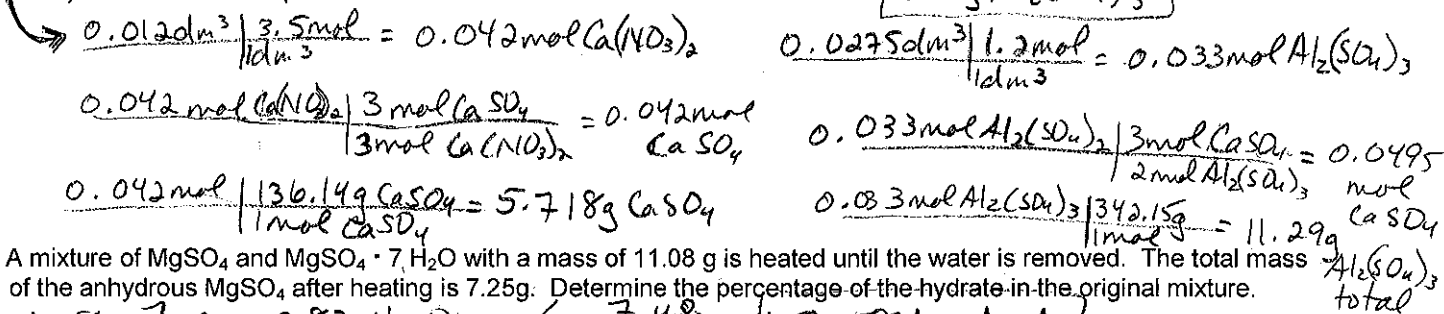 0.012dm³ | 3.5mol / 1dm³ = 0.042mol Ca(NO₃)₂
0.0275dm³ | 1.2mol / 1dm³ = 0.033mol Al₂(SO₄)₃
0.042mol Ca(NO₃)₂ | 3mol CaSO₄ / 3mol Ca(NO₃)₂ = 0.042mol CaSO₄
0.033mol Al₂(SO₄)₂ | 3mol CaSO₄ / 2mol Al₂(SO₄)₃ = 0.0495 mol CaSO₄
0.042mol | 136.14g CaSO₄ / 1mol CaSO₄ = 5.718g CaSO₄
0.033mol Al₂(SO₄)₃ | 342.15g / 1mol = 11.29g Al₂(SO₄)₃ total
A mixture of MgSO₄ and MgSO₄ • 7 H₂O with a mass of 11.08 g is heated until the water is removed. The total mass
of the anhydrous MgSO₄ after heating is 7.25g. Determine the percentage of the hydrate in the original mixture.